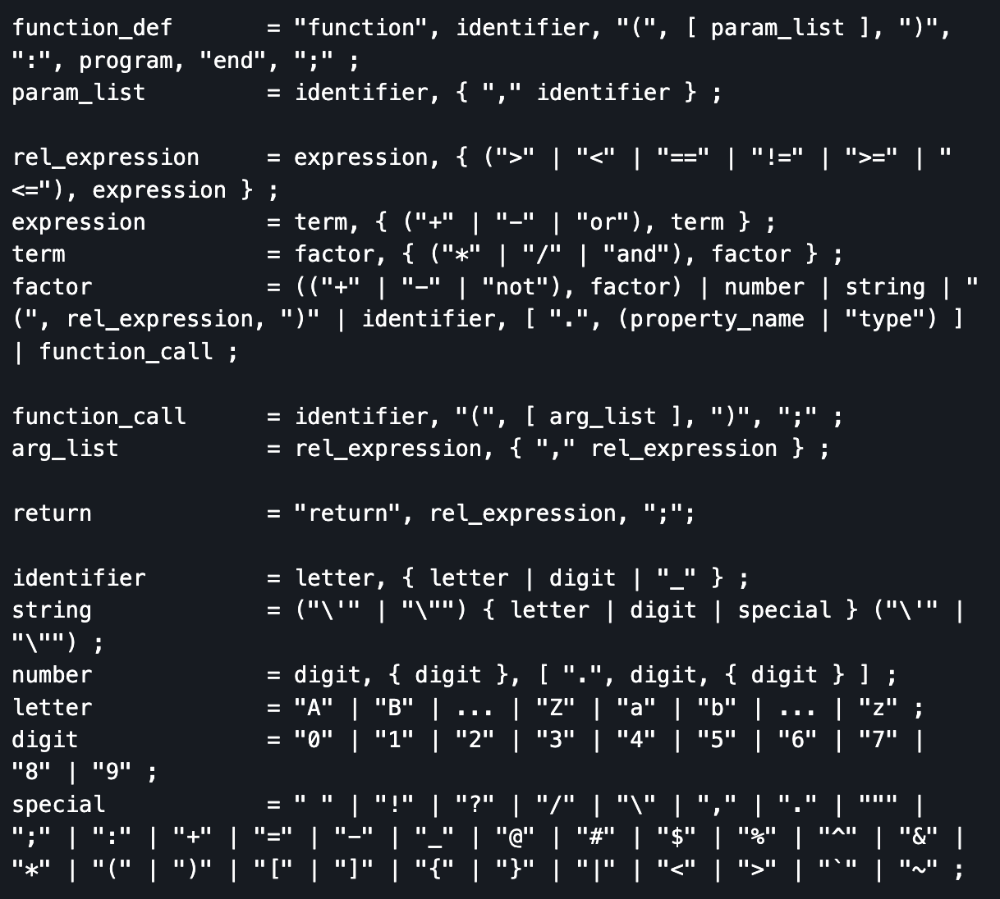 function_def       = "function", identifier, "(", [ param_list ], ")",
":", program, "end", ";" ;
param_list         = identifier, { "," identifier } ;

rel_expression     = expression, { (">" | "<" | "==" | "!=" | ">=" | "
<="), expression } ;
expression         = term, { ("+" | "-" | "or"), term } ;
term               = factor, { ("*" | "/" | "and"), factor } ;
factor             = (("+" | "-" | "not"), factor) | number | string | "
(", rel_expression, ")" | identifier, [ ".", (property_name | "type") ]
| function_call ;

function_call      = identifier, "(", [ arg_list ], ")", ";" ;
arg_list           = rel_expression, { "," rel_expression } ;

return             = "return", rel_expression, ";";

identifier         = letter, { letter | digit | "_" } ;
string             = ("\'" | "\"") { letter | digit | special } ("\'" |
"\"") ;
number             = digit, { digit }, [ ".", digit, { digit } ] ;
letter             = "A" | "B" | ... | "Z" | "a" | "b" | ... | "z" ;
digit              = "0" | "1" | "2" | "3" | "4" | "5" | "6" | "7" |
"8" | "9" ;
special            = " " | "!" | "?" | "/" | "\" | "," | "." | """ |
";" | ":" | "+" | "=" | "-" | "_" | "@" | "#" | "$" | "%" | "^" | "&" |
"*" | "(" | ")" | "[" | "]" | "{" | "}" | "|" | "<" | ">" | "`" | "~" ;